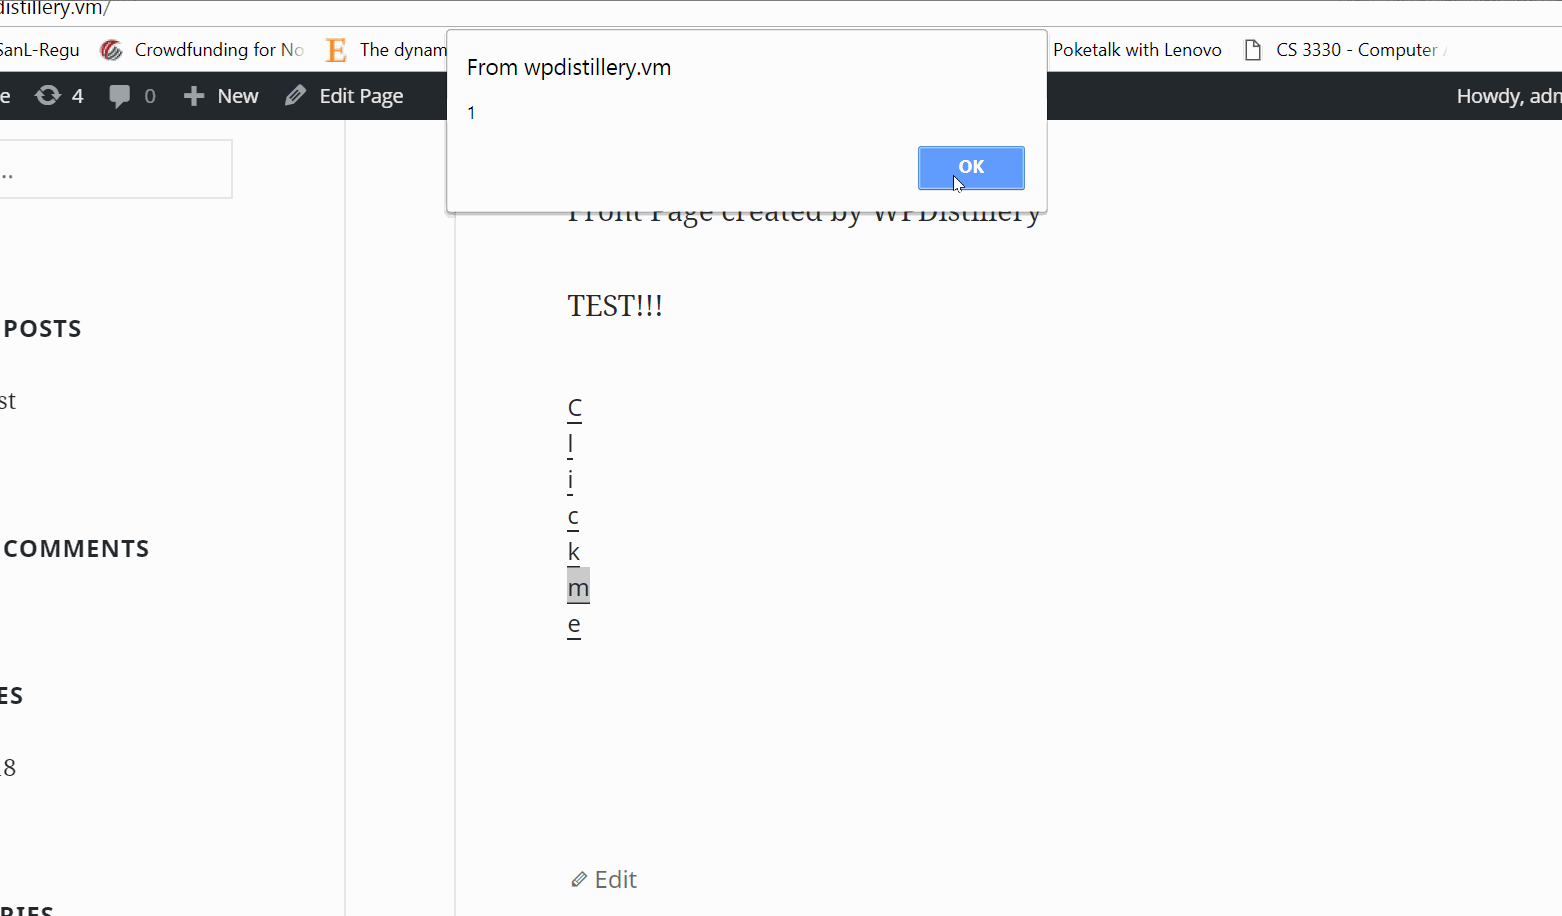 distillery.vm/
SanL-Regu Crowdfunding for No The dynam Poketalk with Lenovo CS 3330 - Computer
From wpdistillery.vm
1
OK
e 4 0 New Edit Page Howdy, adm
..
Front Page created by WPDistillery
TEST!!!
POSTS
st
C
l
i
c
k
m
e
COMMENTS
ES
18
Edit
RIES